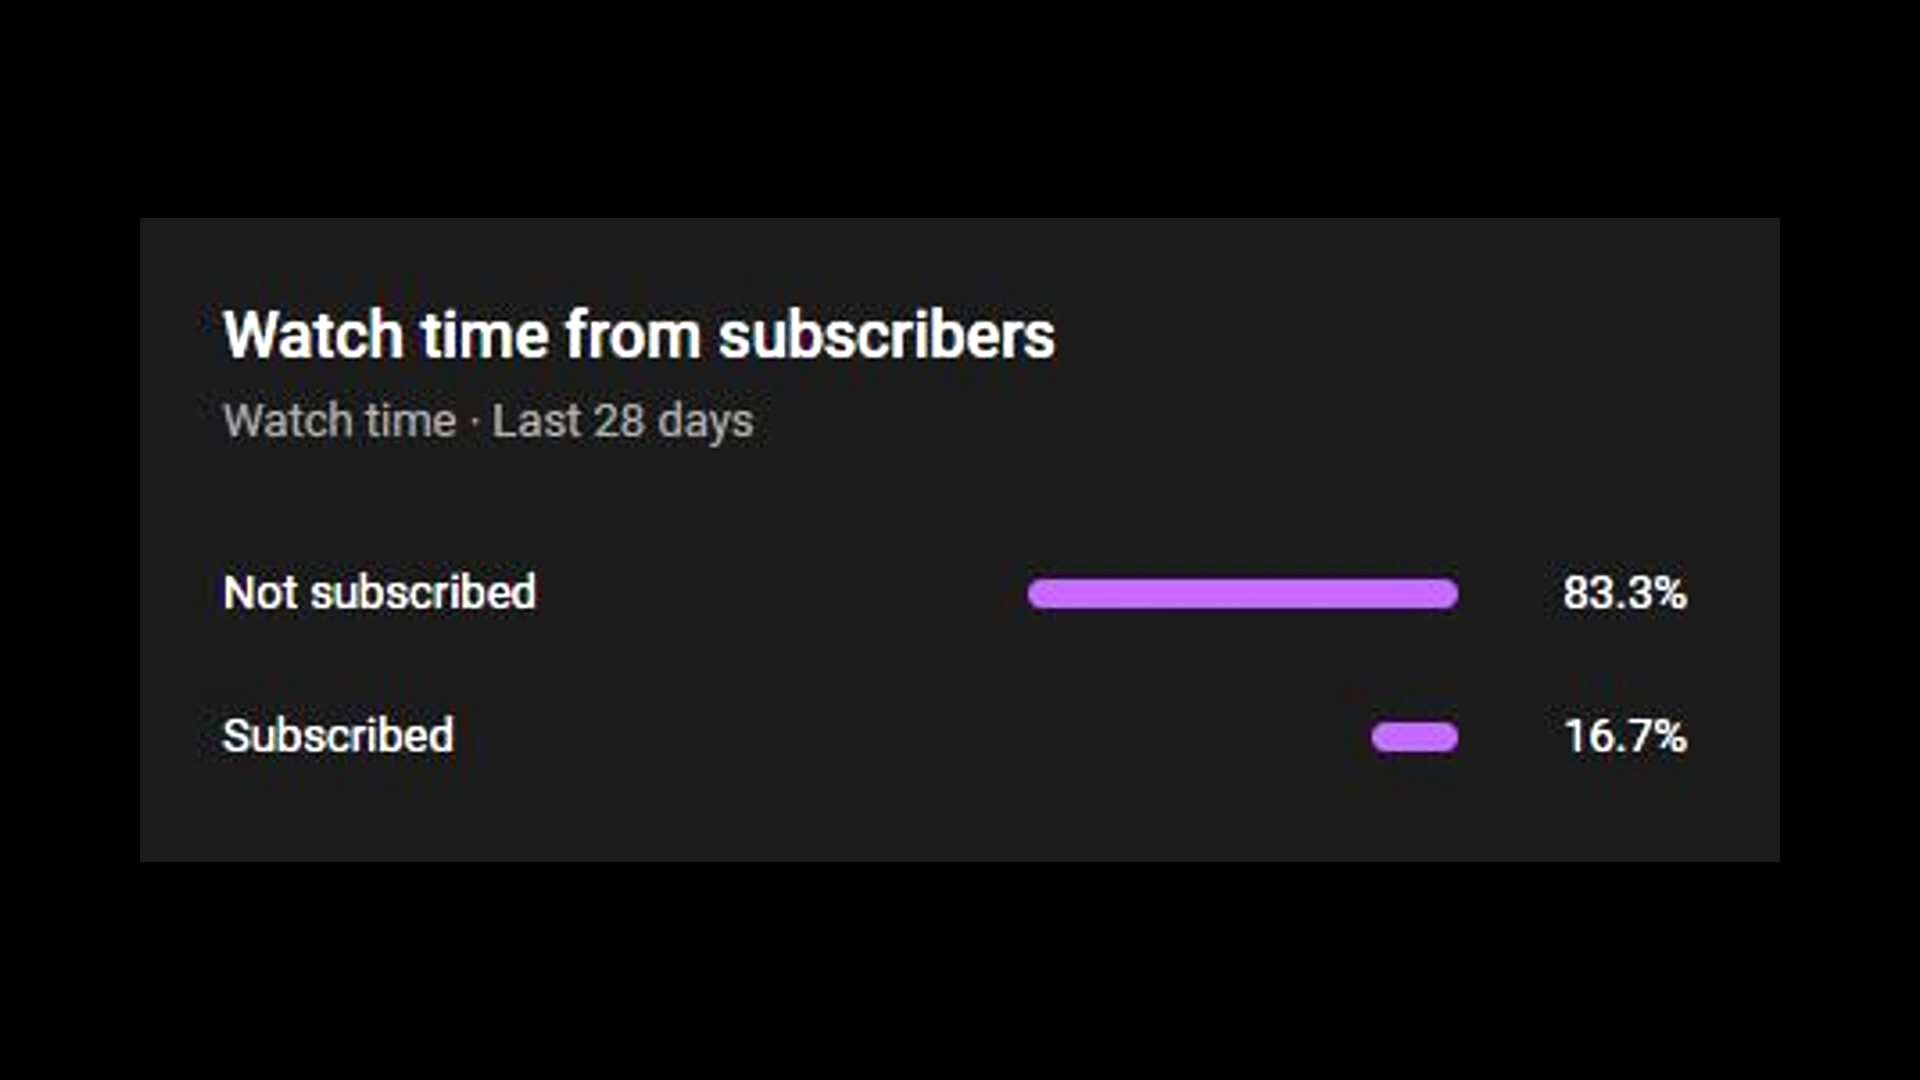 Watch time from subscribers
Watch time · Last 28 days
Not subscribed 83.3%
Subscribed 16.7%